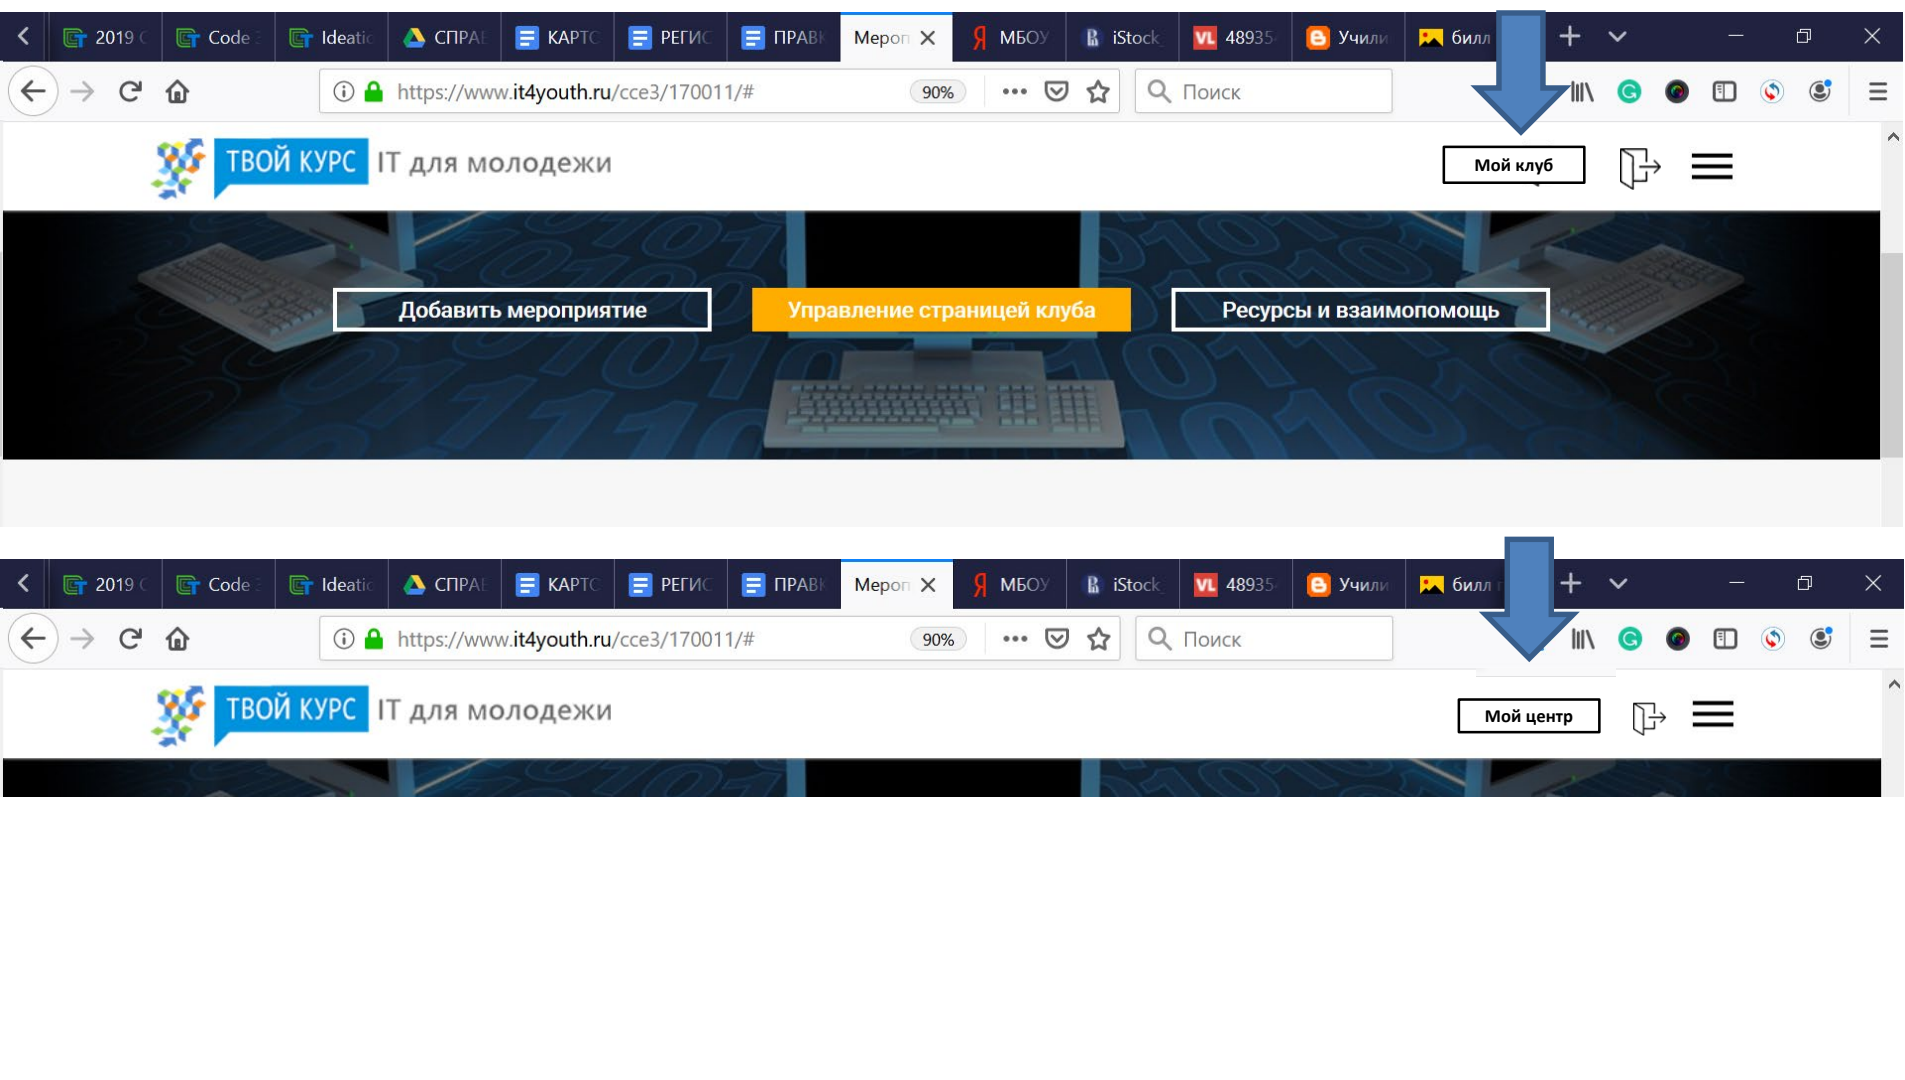 2019 Code Ideatic СПРАВ КАРТО РЕГИС ПРАВК Мероп МБОУ iStock 48935 Учили билл
https://www.it4youth.ru/cce3/170011/# 90% Поиск
ТВОЙ КУРС IT для молодежи Мой клуб
Добавить мероприятие Управление страницей клуба Ресурсы и взаимопомощь
2019 Code Ideatic СПРАВ КАРТО РЕГИС ПРАВК Мероп МБОУ iStock 48935 Учили билл
https://www.it4youth.ru/cce3/170011/# 90% Поиск
ТВОЙ КУРС IT для молодежи Мой центр